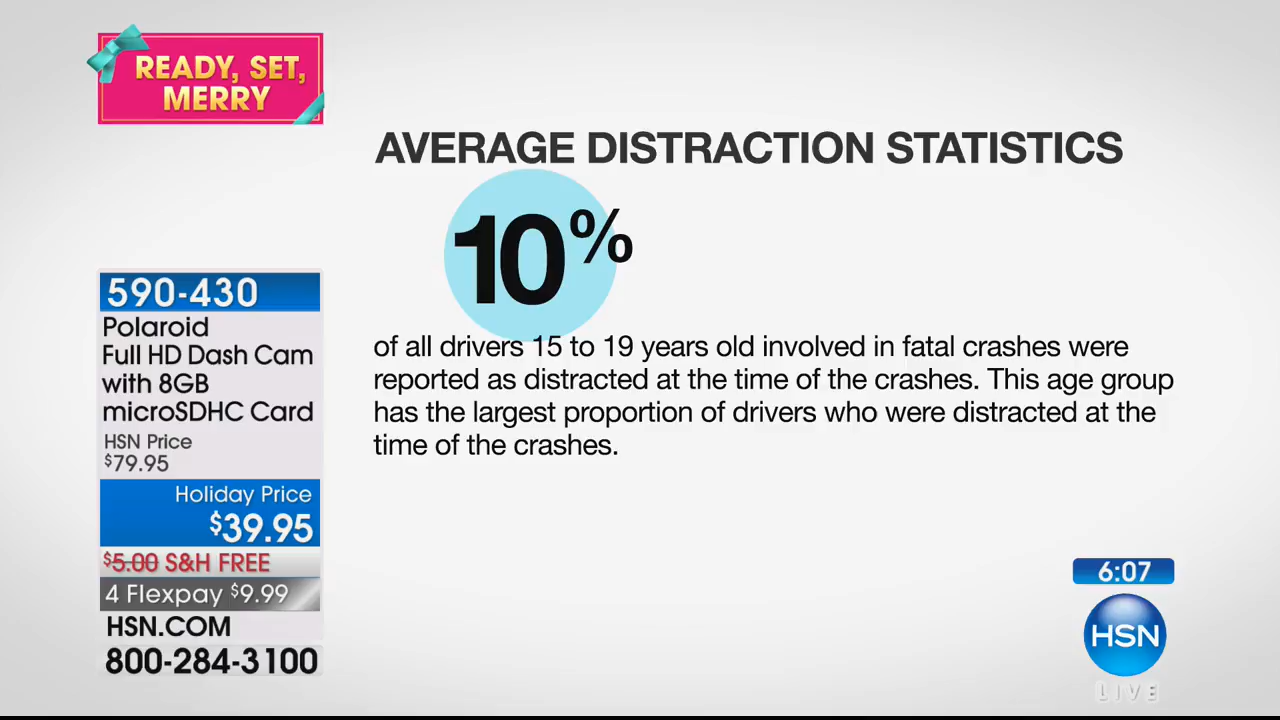 READY, SET,
MERRY
AVERAGE DISTRACTION STATISTICS
10%
of all drivers 15 to 19 years old involved in fatal crashes were
reported as distracted at the time of the crashes. This age group
has the largest proportion of drivers who were distracted at the
time of the crashes.
590-430
Polaroid
Full HD Dash Cam
with 8GB
microSDHC Card
HSN Price
$79.95
Holiday Price
$39.95
$5.00 S&H FREE
4 Flexpay $9.99
HSN.COM
800-284-3100
6:07
HSN
LIVE